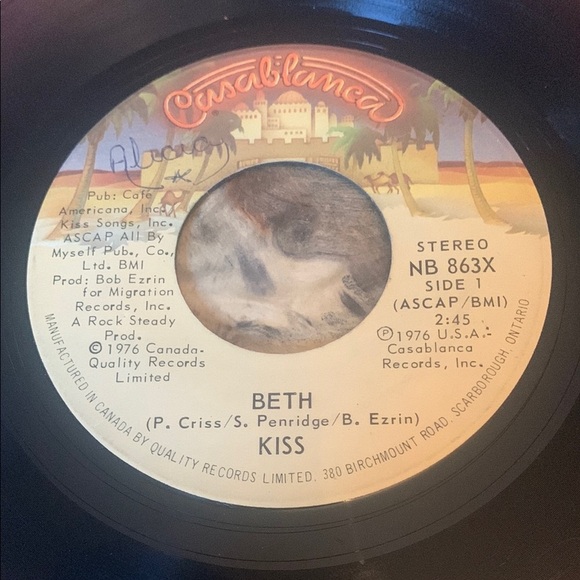 Casablanca
Pub: Café
Americana, Inc.
Kiss Songs, Inc.
ASCAP All By
Myself Pub., Co.,
Ltd. BMI
Prod: Bob Ezrin
for Migration
Records, Inc.
A Rock Steady
Prod.
© 1976 Canada-
Quality Records
Limited
STEREO
NB 863X
SIDE 1
(ASCAP/BMI)
2:45
Ⓟ 1976 U.S.A.-
Casablanca
Records, Inc.
BETH
(P. Criss/S. Penridge/B. Ezrin)
KISS
MANUFACTURED IN CANADA BY QUALITY RECORDS LIMITED. 380 BIRCHMOUNT ROAD. SCARBOROUGH, ONTARIO